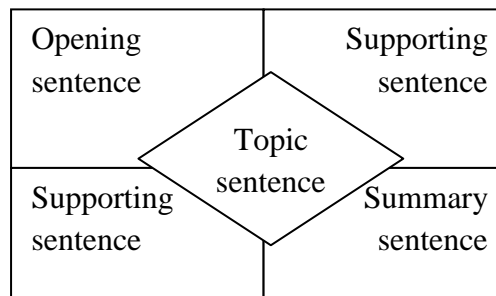 Opening
sentence
Supporting
sentence
Topic
sentence
Supporting
sentence
Summary
sentence